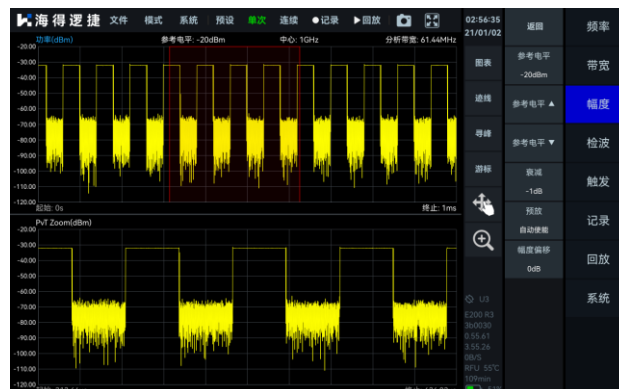 海得逻捷 文件 模式 系统 预设 单次 连续 ●记录 ▶回放
02:56:35
21/01/02
功率(dBm) 参考电平: -20dBm 中心: 1GHz 分析带宽: 61.44MHz
-20.00
-30.00
-40.00
-50.00
-60.00
-70.00
-80.00
-90.00
-100.00
-110.00
-120.00
起始: 0s 终止: 1ms
PvT Zoom(dBm)
-20.00
-30.00
-40.00
-50.00
-60.00
-70.00
-80.00
-90.00
-100.00
-110.00
-120.00
图表
迹线
寻峰
游标
U3
E200 R3
3b0030
0.55.61
3.55.26
0B/S
RFU 55℃
109min
返回
参考电平
-20dBm
参考电平 ▲
参考电平 ▼
衰减
-1dB
预放
自动使能
幅度偏移
0dB
频率
带宽
幅度
检波
触发
记录
回放
系统